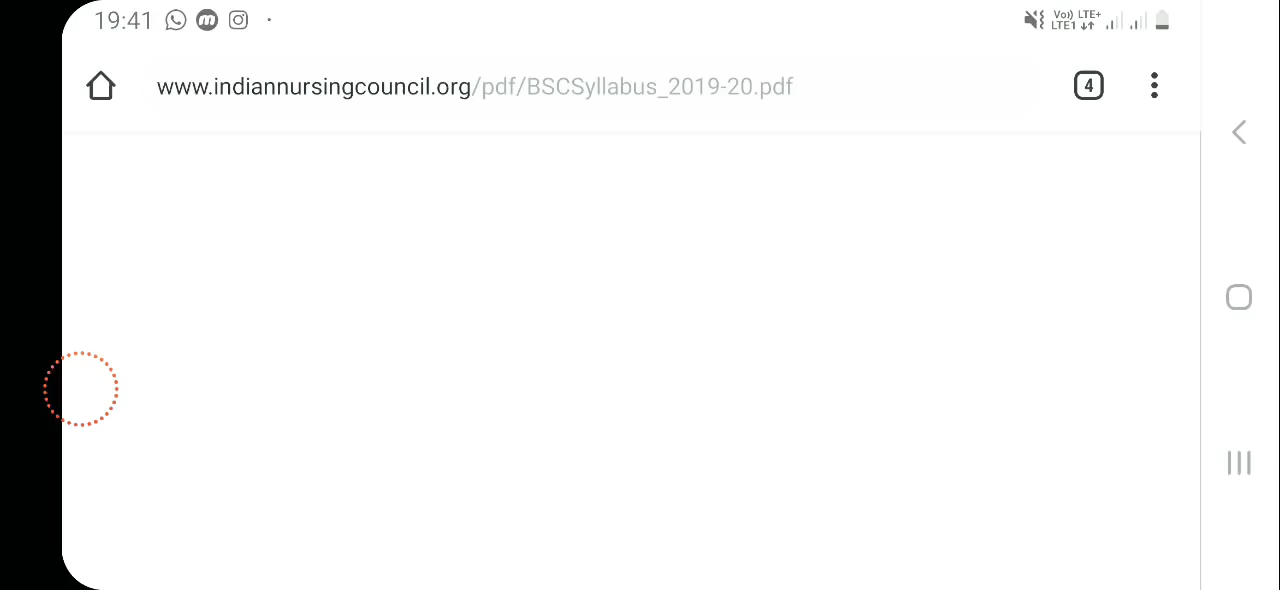 19:41
Vo) LTE+
LTE1
www.indiannursingcouncil.org/pdf/BSCSyllabus_2019-20.pdf
4